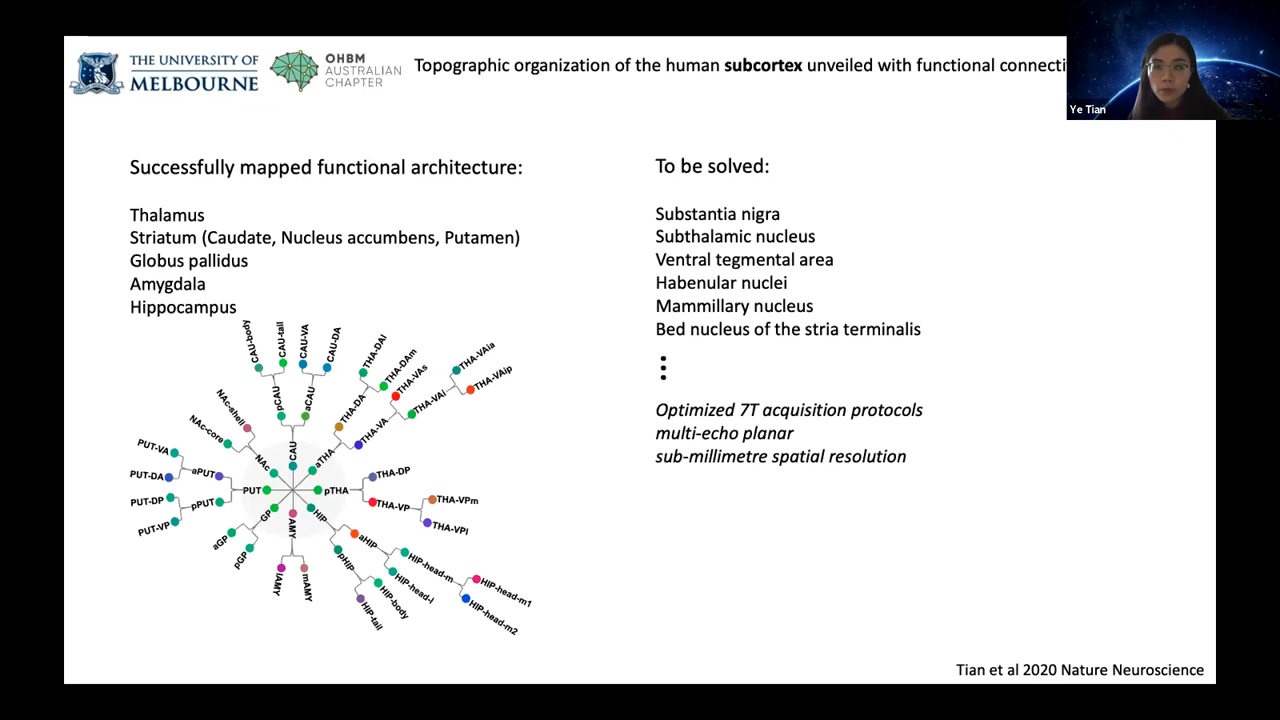 THE UNIVERSITY OF
MELBOURNE
OHBM
AUSTRALIAN
CHAPTER
Topographic organization of the human subcortex unveiled with functional connecti
Ye Tian
Successfully mapped functional architecture:
Thalamus
Striatum (Caudate, Nucleus accumbens, Putamen)
Globus pallidus
Amygdala
Hippocampus
CAU-body
CAU-tail
CAU-VA
CAU-DA
THA-DAl
THA-DAm
THA-VAs
THA-VAia
THA-VAip
THA-VAi
pCAU
aCAU
THA-DA
THA-VA
NAc-shell
NAc-core
NAc
CAU
aTHA
PUT-VA
PUT-DA
aPUT
PUT
pTHA
THA-DP
PUT-DP
PUT-VP
pPUT
THA-VP
THA-VPm
THA-VPl
GP
AMY
HIP
aGP
pGP
lAMY
mAMY
pHIP
aHIP
HIP-head-m
HIP-head-l
HIP-head-m1
HIP-head-m2
HIP-body
HIP-tail
To be solved:
Substantia nigra
Subthalamic nucleus
Ventral tegmental area
Habenular nuclei
Mammillary nucleus
Bed nucleus of the stria terminalis
Optimized 7T acquisition protocols
multi-echo planar
sub-millimetre spatial resolution
Tian et al 2020 Nature Neuroscience